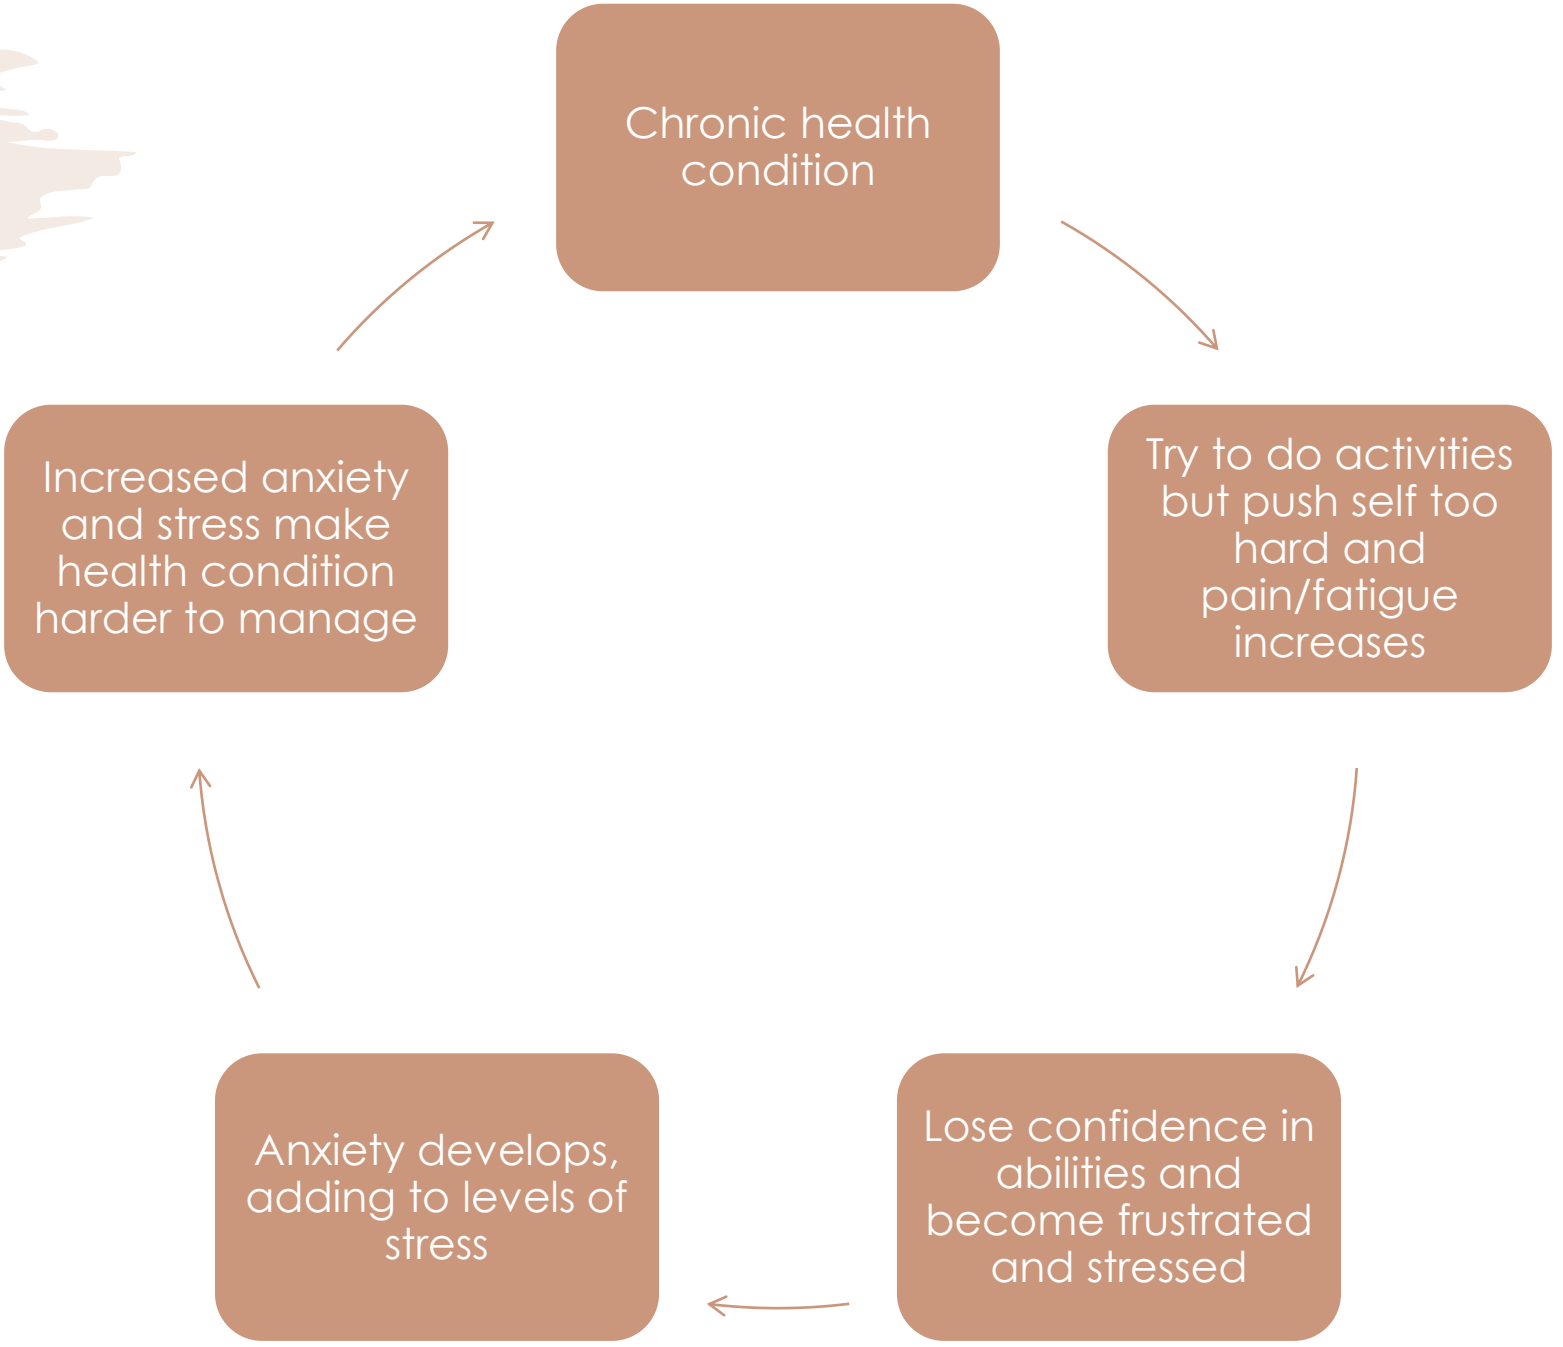 Chronic health
condition
Try to do activities
but push self too
hard and
pain/fatigue
increases
Lose confidence in
abilities and
become frustrated
and stressed
Anxiety develops,
adding to levels of
stress
Increased anxiety
and stress make
health condition
harder to manage